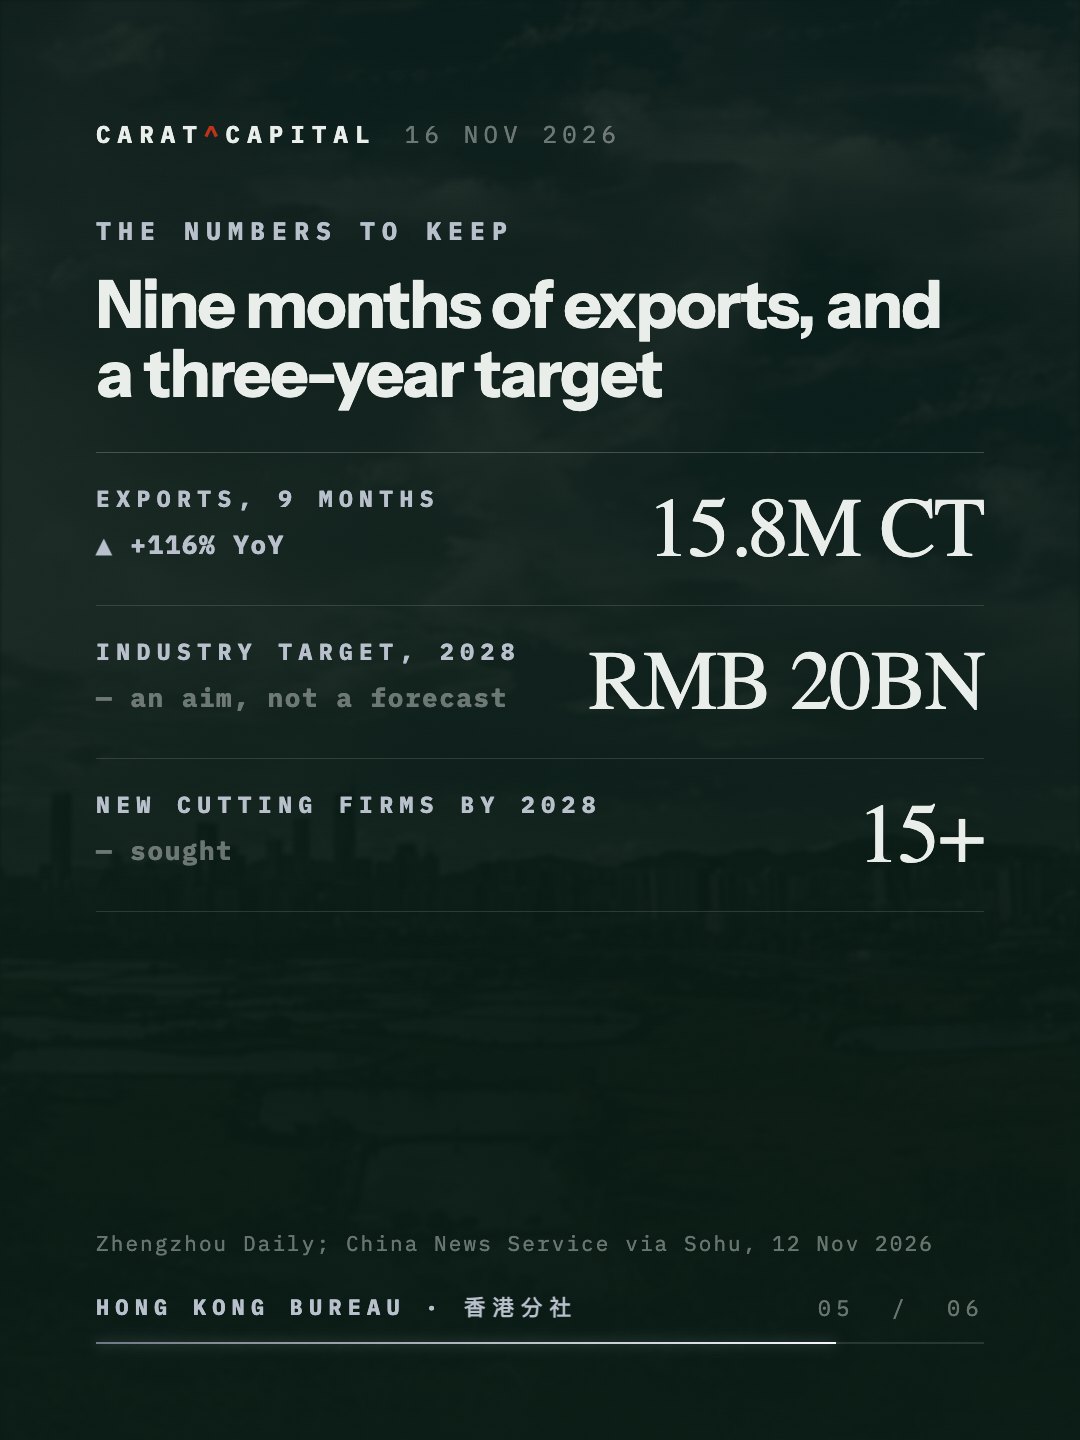 CARAT^CAPITAL 16 NOV 2026
THE NUMBERS TO KEEP
Nine months of exports, and
a three-year target
EXPORTS, 9 MONTHS
▲ +116% YoY
15.8M CT
INDUSTRY TARGET, 2028
– an aim, not a forecast
RMB 20BN
NEW CUTTING FIRMS BY 2028
– sought
15+
Zhengzhou Daily; China News Service via Sohu, 12 Nov 2026
HONG KONG BUREAU · 香港分社
05 / 06